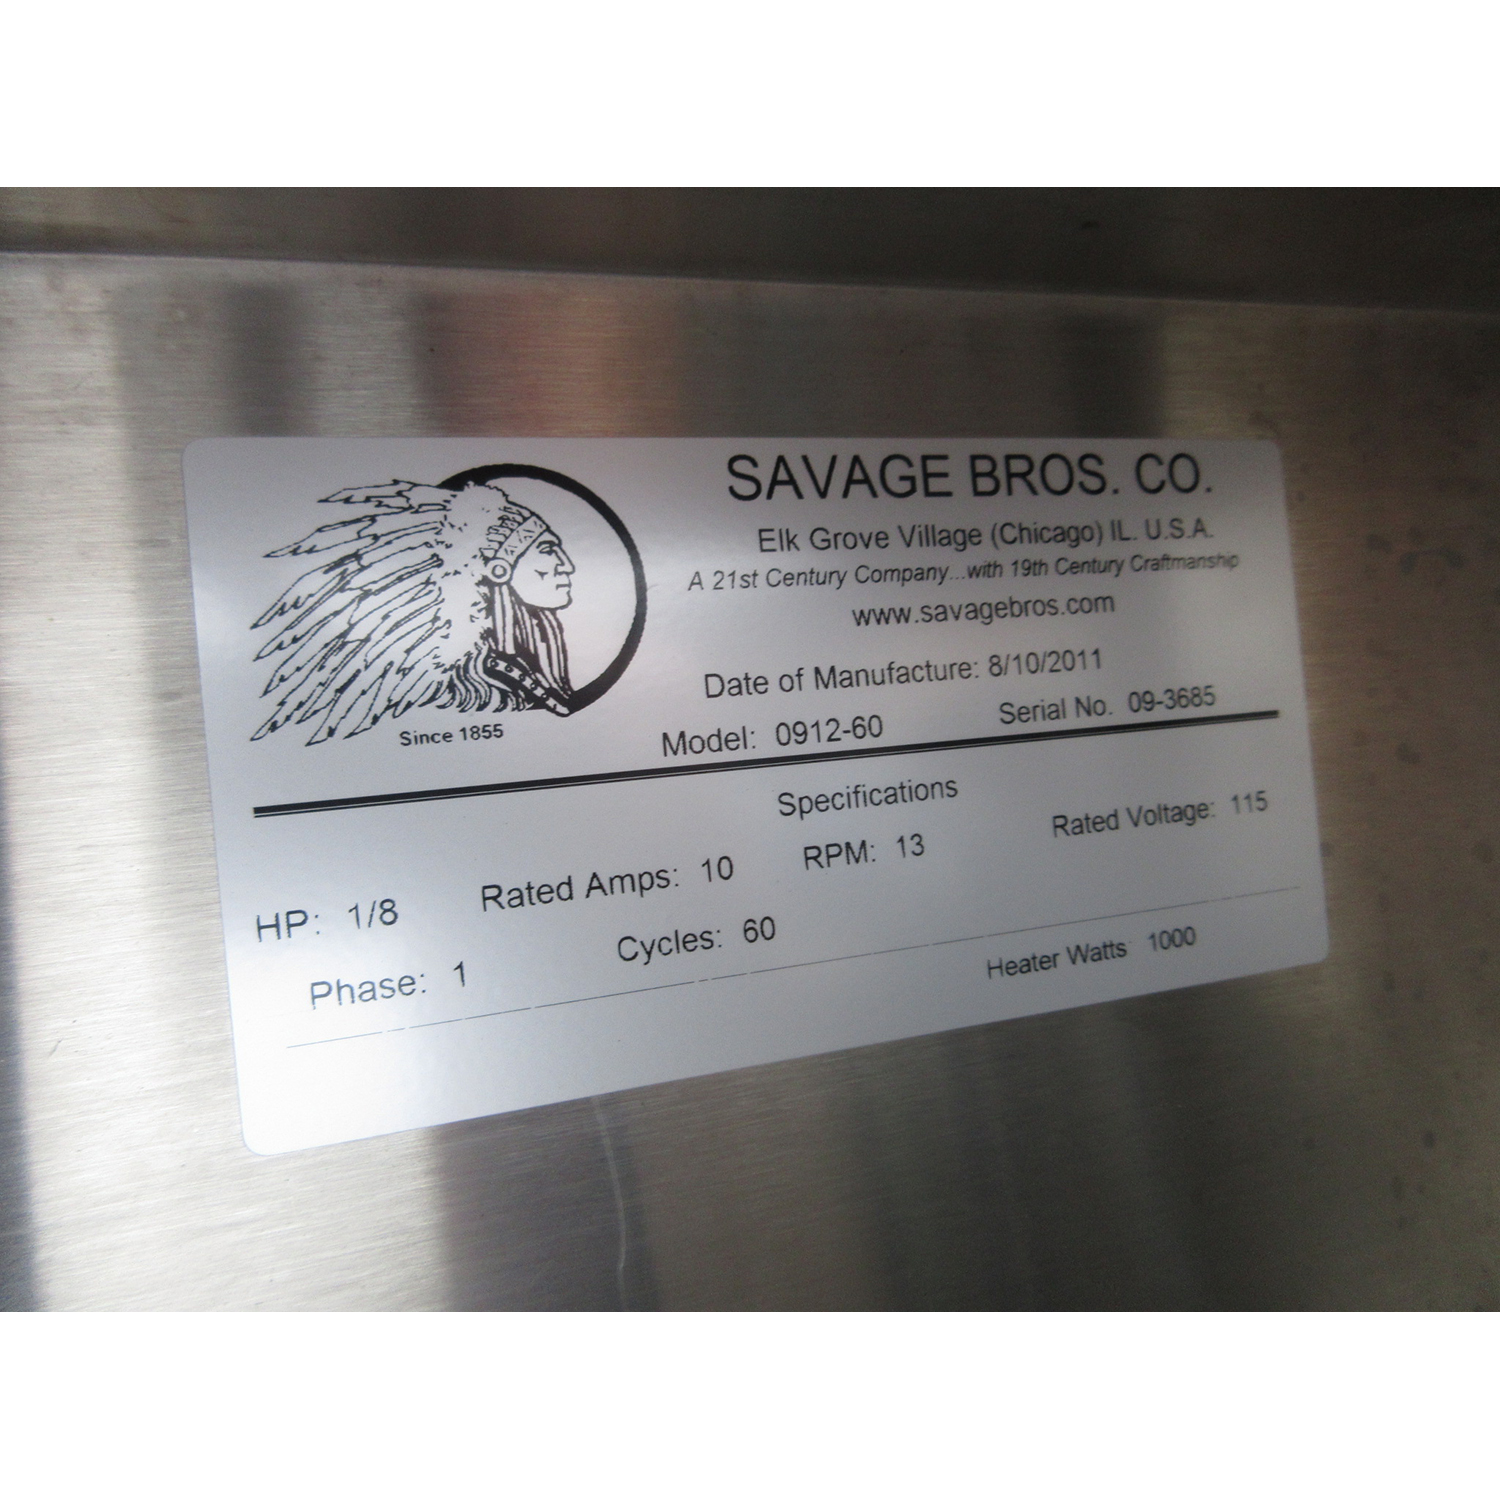 SAVAGE BROS. CO.
Elk Grove Village (Chicago) IL. U.S.A.
A 21st Century Company...with 19th Century Craftmanship
www.savagebros.com
Since 1855
Date of Manufacture: 8/10/2011
Model: 0912-60 Serial No. 09-3685
Specifications
HP: 1/8 Rated Amps: 10 RPM: 13 Rated Voltage: 115
Phase: 1 Cycles: 60
Heater Watts 1000